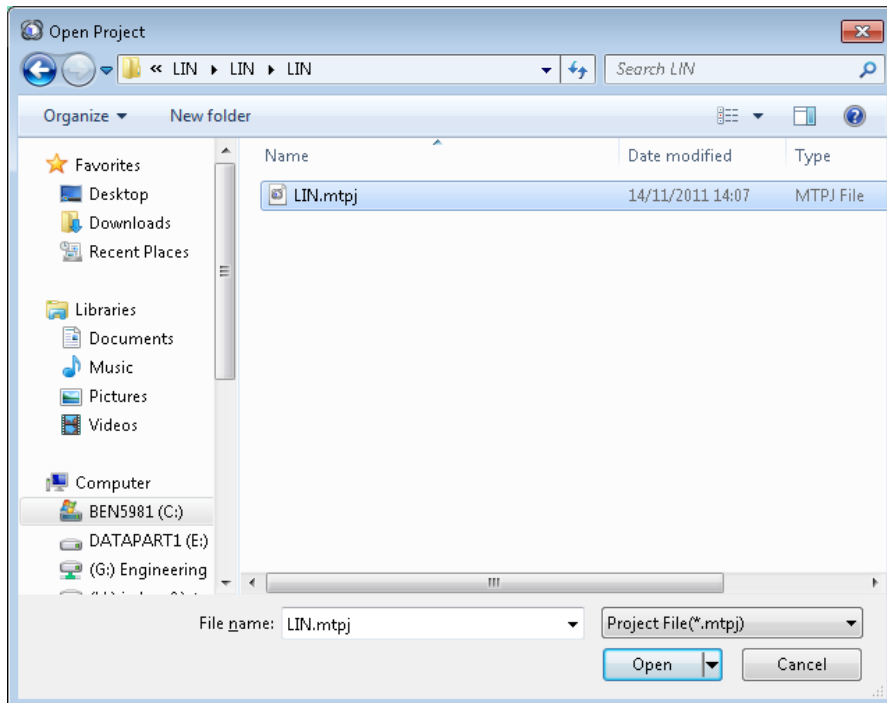 Open Project
« LIN ▸ LIN ▸ LIN
Search LIN
Organize
New folder
Favorites
Desktop
Downloads
Recent Places
Libraries
Documents
Music
Pictures
Videos
Computer
BEN5981 (C:)
DATAPART1 (E:)
(G:) Engineering
Name Date modified Type
LIN.mtpj 14/11/2011 14:07 MTPJ File
File name: LIN.mtpj Project File(*.mtpj)
Open Cancel